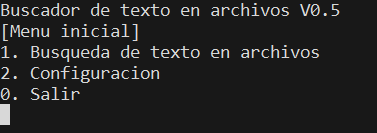 Buscador de texto en archivos V0.5
[Menu inicial]
1. Busqueda de texto en archivos
2. Configuracion
0. Salir